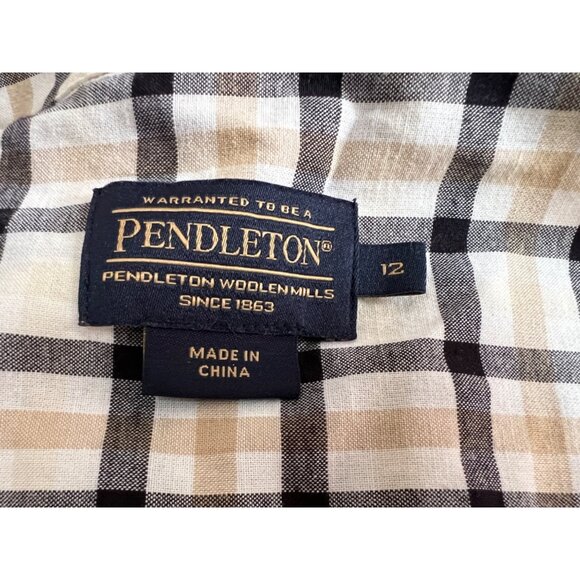 WARRANTED TO BE A
PENDLETON®
PENDLETON WOOLEN MILLS
SINCE 1863
12
MADE IN
CHINA